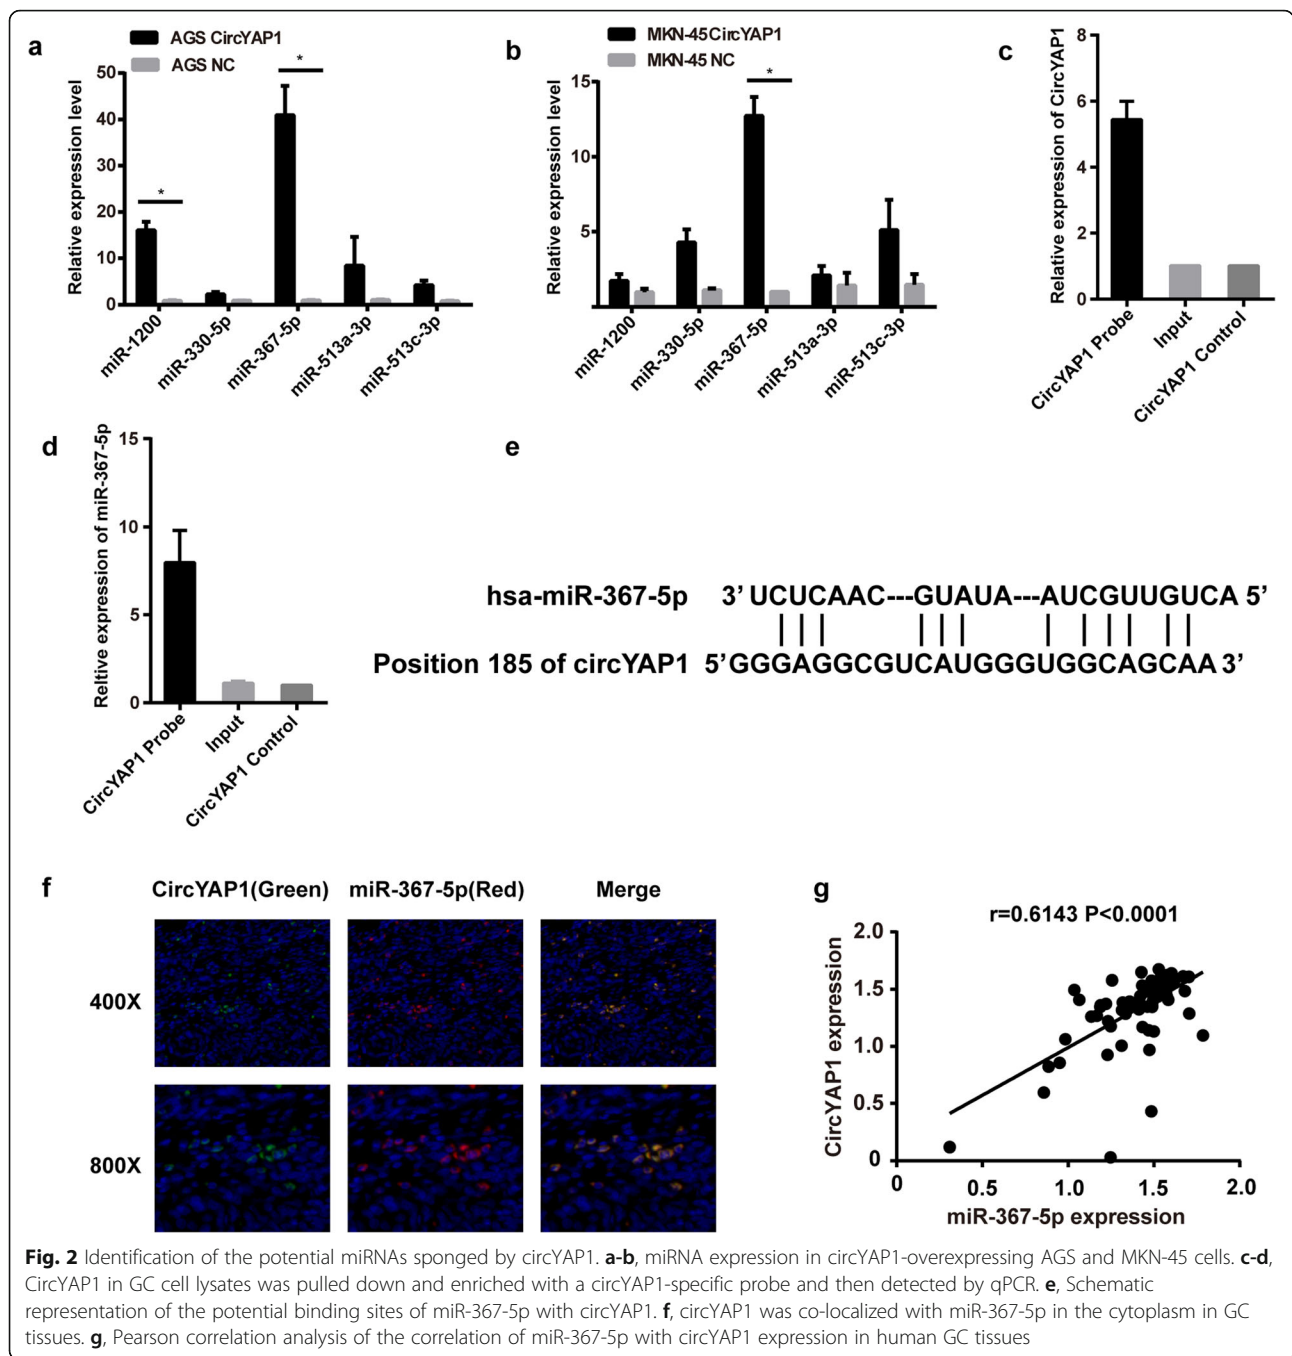 a
AGS CircYAP1
AGS NC
Relative expression level
50
40
30
20
10
0
*
*
miR-1200
miR-330-5p
miR-367-5p
miR-513a-3p
miR-513c-3p
b
MKN-45CircYAP1
MKN-45 NC
Relative expression level
15
10
5
*
miR-1200
miR-330-5p
miR-367-5p
miR-513a-3p
miR-513c-3p
c
Relative expression of CircYAP1
8
6
4
2
0
CircYAP1 Probe
Input
CircYAP1 Control
d
Reltive expression of miR-367-5p
15
10
5
0
CircYAP1 Probe
Input
CircYAP1 Control
e
hsa-miR-367-5p 3’ UCUCAAC---GUAUA---AUCGUUGUCA 5’
Position 185 of circYAP1 5’GGGAGGCGUCAUGGGUGGCAGCAA 3’
f
CircYAP1(Green) miR-367-5p(Red) Merge
400X
800X
g
r=0.6143 P<0.0001
CircYAP1 expression
2.0
1.5
1.0
0.5
0
0 0.5 1.0 1.5 2.0
miR-367-5p expression
Fig. 2 Identification of the potential miRNAs sponged by circYAP1. a-b, miRNA expression in circYAP1-overexpressing AGS and MKN-45 cells. c-d,
CircYAP1 in GC cell lysates was pulled down and enriched with a circYAP1-specific probe and then detected by qPCR. e, Schematic
representation of the potential binding sites of miR-367-5p with circYAP1. f, circYAP1 was co-localized with miR-367-5p in the cytoplasm in GC
tissues. g, Pearson correlation analysis of the correlation of miR-367-5p with circYAP1 expression in human GC tissues